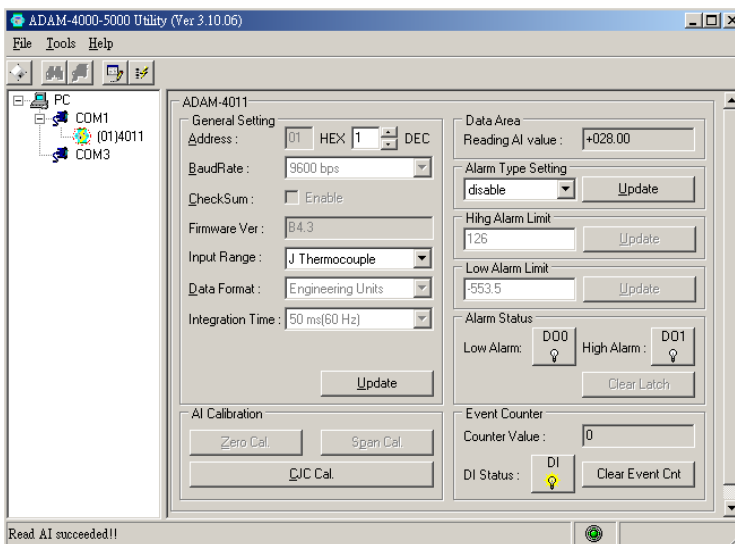 ADAM-4000-5000 Utility (Ver 3.10.06)
File Tools Help
PC
COM1
(01)4011
COM3
ADAM-4011
General Setting
Address : 01 HEX 1 DEC
BaudRate : 9600 bps
CheckSum : Enable
Firmware Ver : B4.3
Input Range : J Thermocouple
Data Format : Engineering Units
Integration Time : 50 ms(60 Hz)
Update
AI Calibration
Zero Cal. Span Cal.
CJC Cal.
Data Area
Reading AI value : +028.00
Alarm Type Setting
disable Update
Hihg Alarm Limit
126 Update
Low Alarm Limit
-553.5 Update
Alarm Status
Low Alarm: DO0 High Alarm : DO1
Clear Latch
Event Counter
Counter Value : 0
DI Status : DI Clear Event Cnt
Read AI succeeded!!